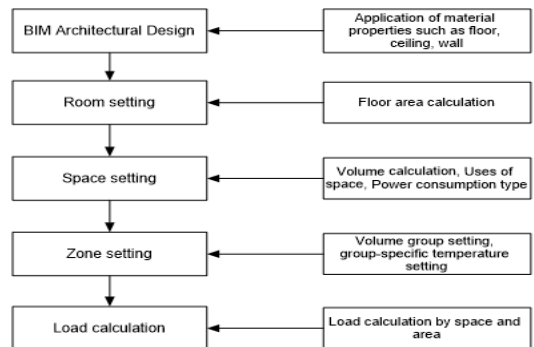 BIM Architectural Design
Application of material
properties such as floor,
ceiling, wall
Room setting
Floor area calculation
Space setting
Volume calculation, Uses of
space, Power consumption type
Zone setting
Volume group setting,
group-specific temperature
setting
Load calculation
Load calculation by space and
area